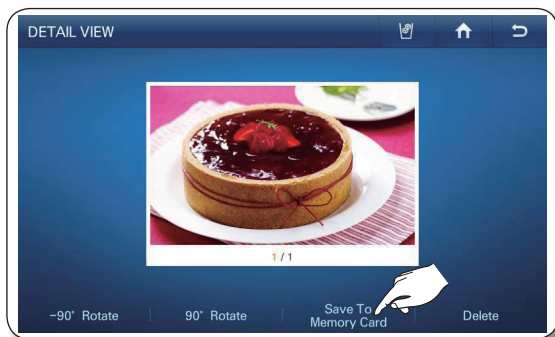 DETAIL VIEW
1 / 1
−90˚ Rotate
90˚ Rotate
Save To
Memory Card
Delete